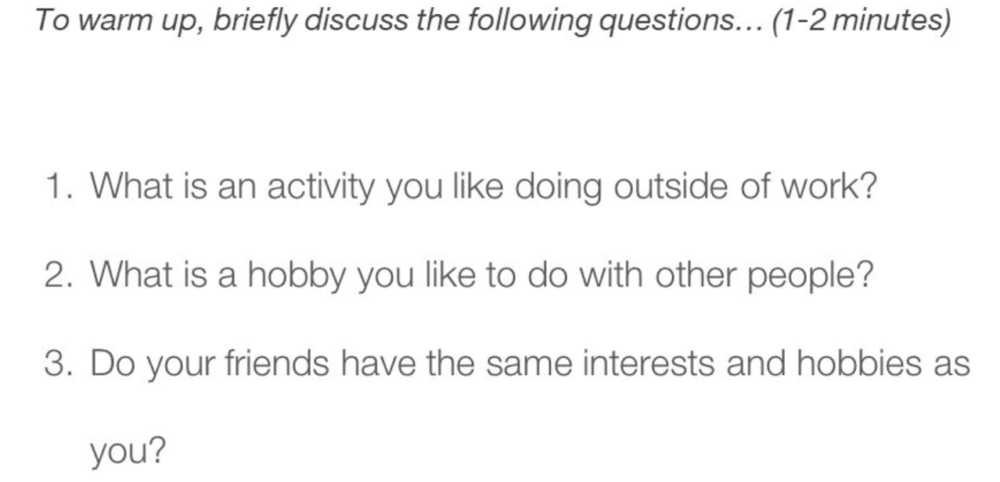 To warm up, briefly discuss the following questions... (1-2 minutes)
1. What is an activity you like doing outside of work?
2. What is a hobby you like to do with other people?
3. Do your friends have the same interests and hobbies as
you?